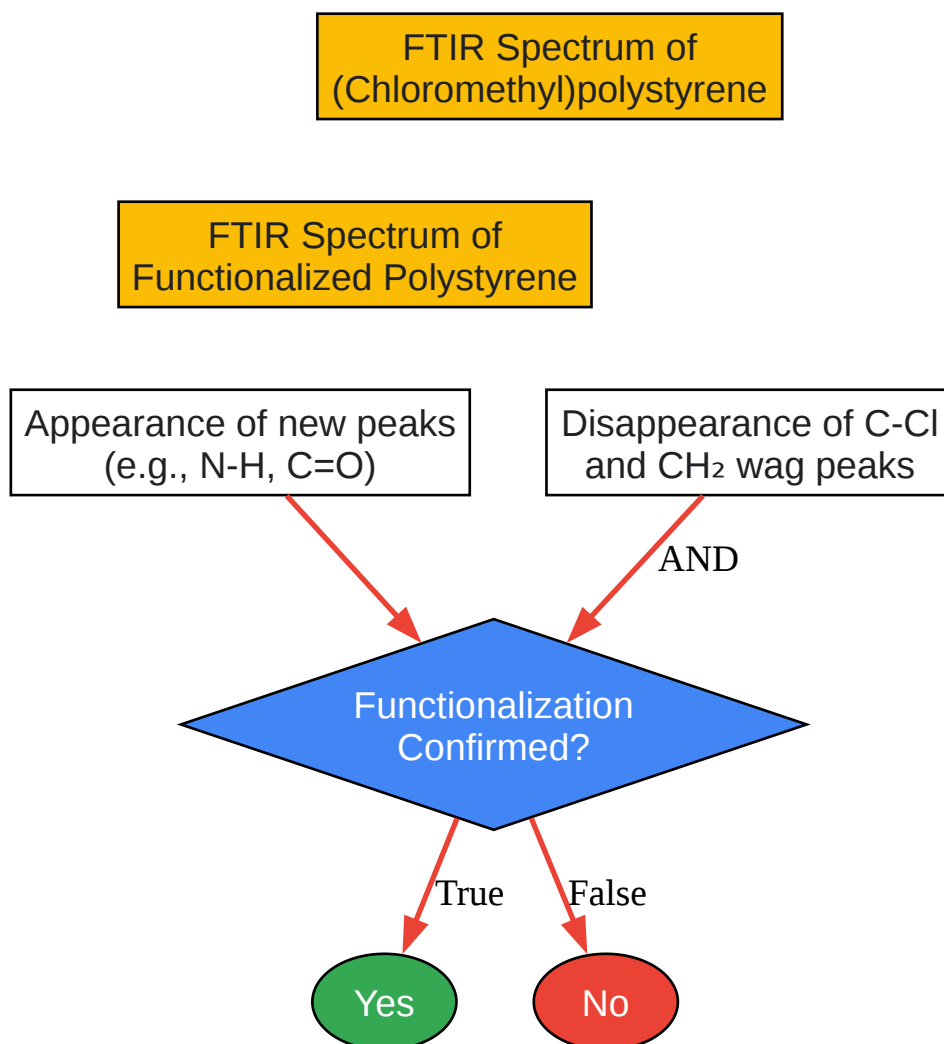 FTIR Spectrum of
(Chloromethyl)polystyrene
FTIR Spectrum of
Functionalized Polystyrene
Appearance of new peaks
(e.g., N-H, C=O)
Disappearance of C-Cl
and CH₂ wag peaks
AND
Functionalization
Confirmed?
True
False
Yes
No